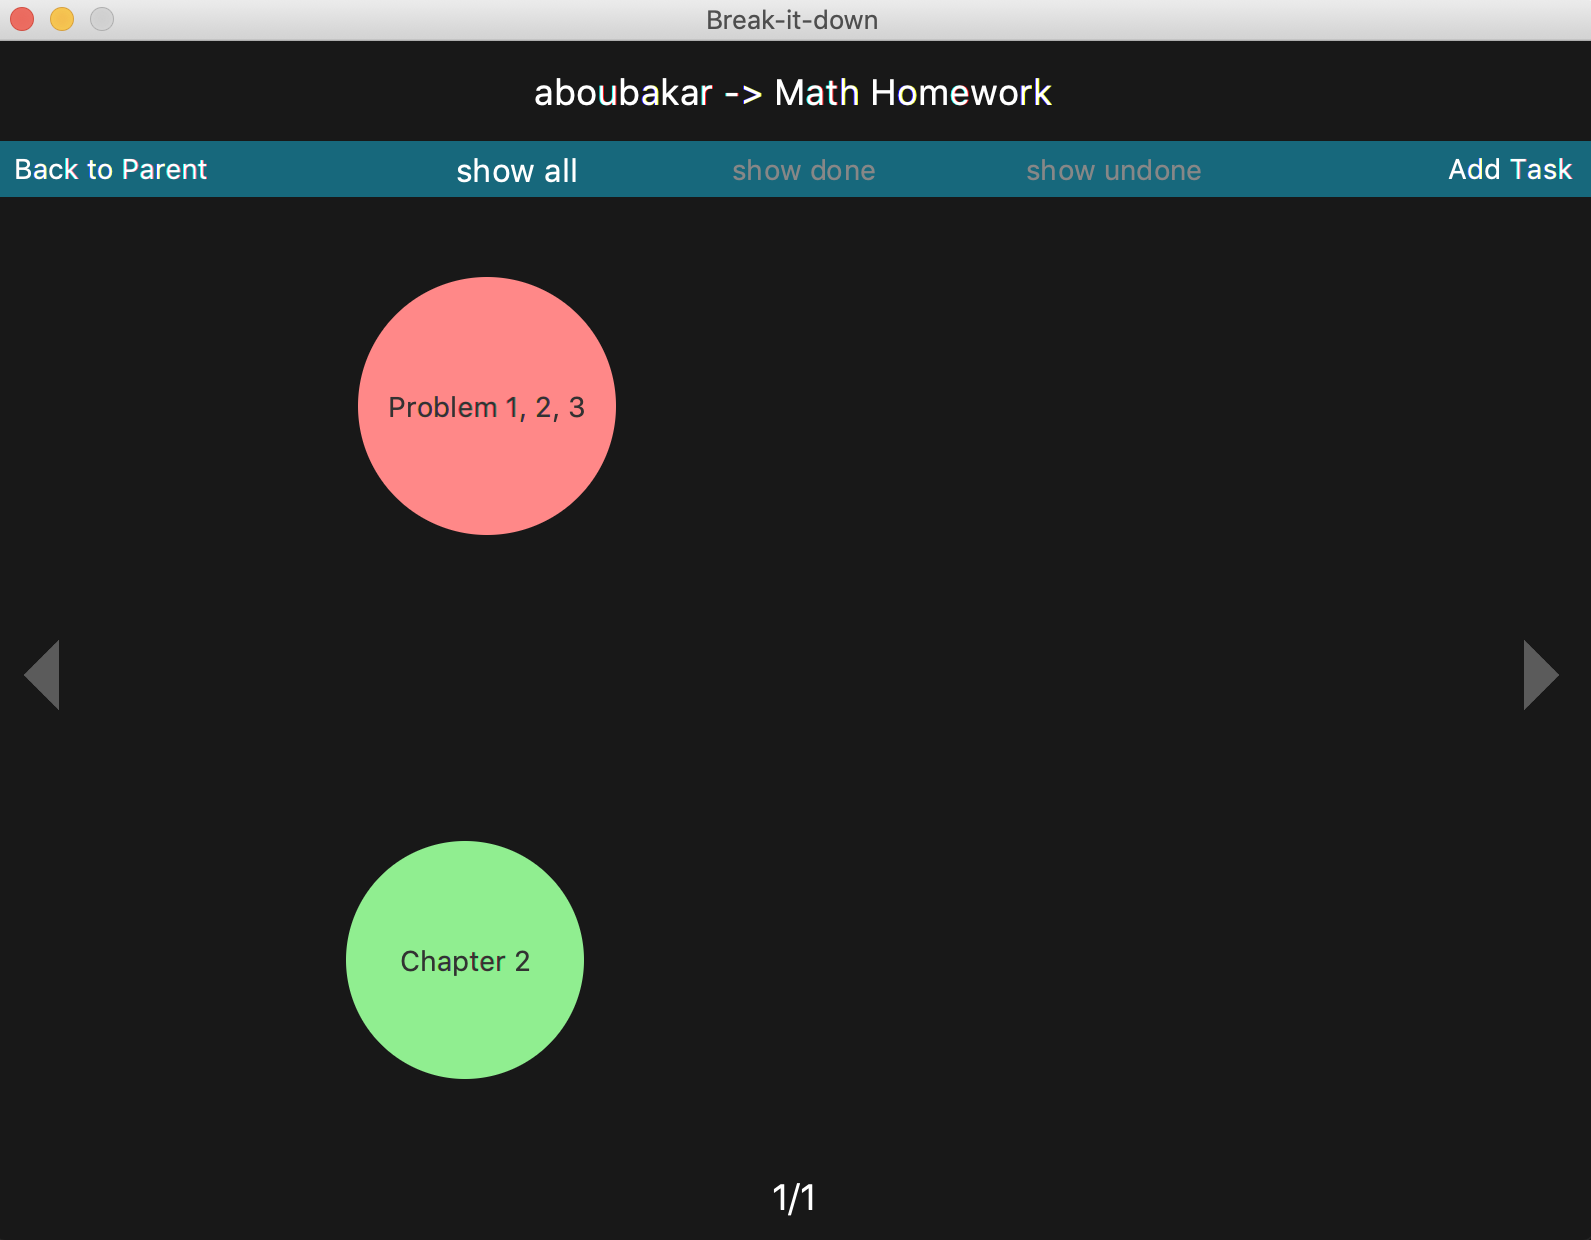 Break-it-down
aboubakar -> Math Homework
Back to Parent show all show done show undone Add Task
Problem 1, 2, 3
Chapter 2
1/1